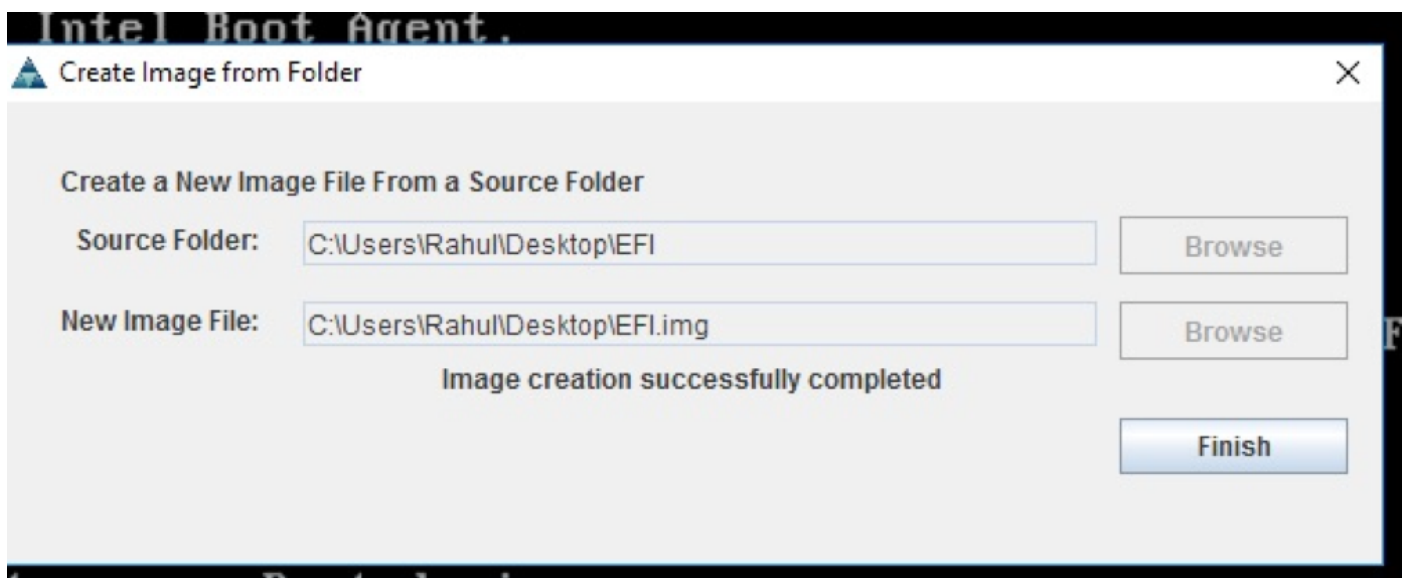 Intel Boot Agent.
Create Image from Folder
Create a New Image File From a Source Folder
Source Folder: C:\Users\Rahul\Desktop\EFI Browse
New Image File: C:\Users\Rahul\Desktop\EFI.img Browse
F
Image creation successfully completed
Finish